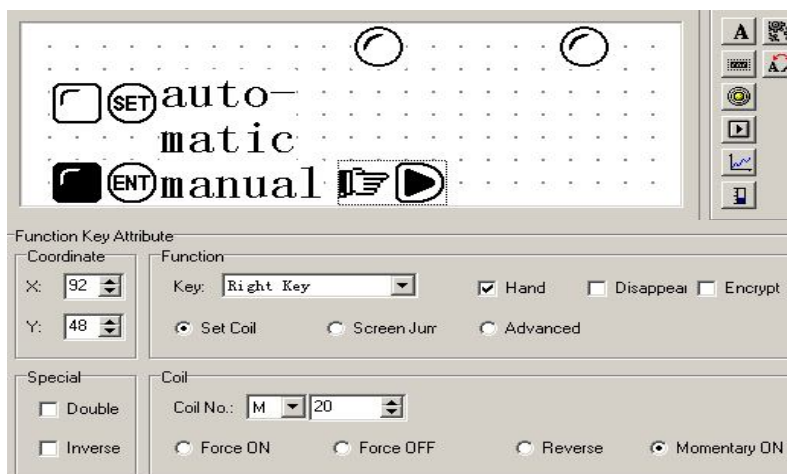 A
SET auto-
matic
ENT manual
A
Function Key Attribute
Coordinate
Function
X: 92
Key: Right Key
Hand
Disappear
Encrypt
Y: 48
Set Coil
Screen Jum
Advanced
Special
Coil
Double
Coil No.: M 20
Inverse
Force ON
Force OFF
Reverse
Momentary ON